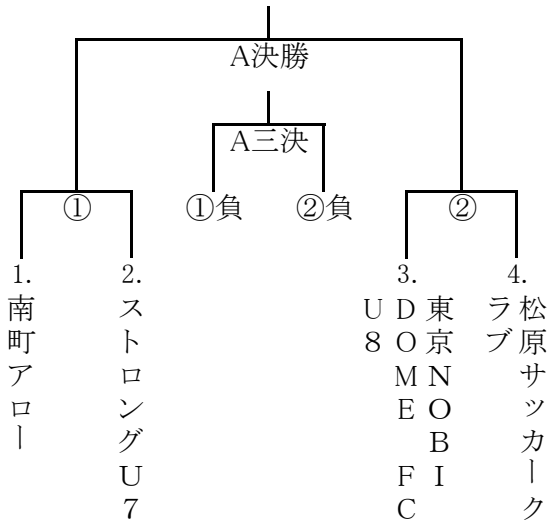 A決勝
A三決
①
①負
②負
②
1.
2.
3.
4.
南町アロー
ストロングU7
東京NOBI
DOME FC
U8
松原サッカーク
ラブ